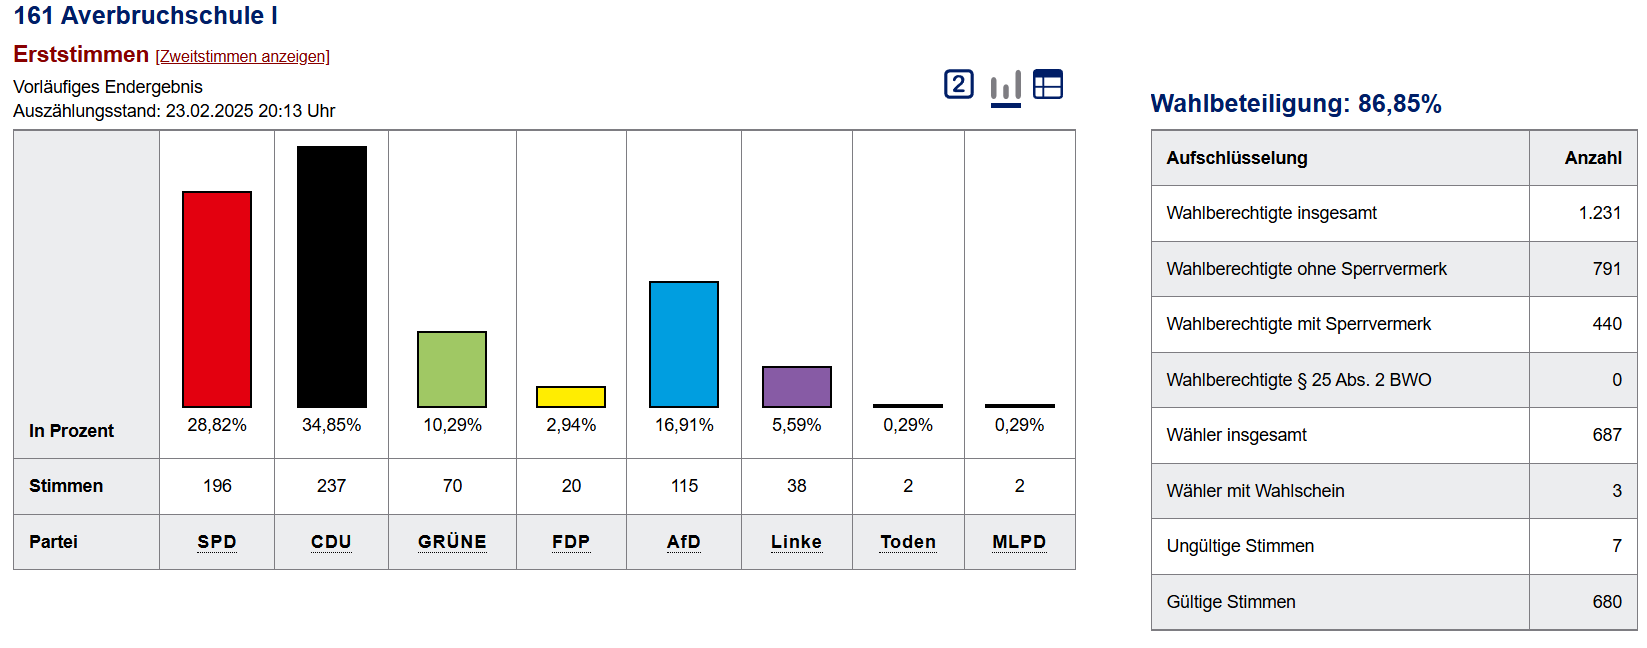 161 Averbruchschule I
Erststimmen [Zweitstimmen anzeigen]
Vorläufiges Endergebnis
Auszählungsstand: 23.02.2025 20:13 Uhr
2
In Prozent 28,82% 34,85% 10,29% 2,94% 16,91% 5,59% 0,29% 0,29%
Stimmen 196 237 70 20 115 38 2 2
Partei SPD CDU GRÜNE FDP AfD Linke Toden MLPD
Wahlbeteiligung: 86,85%
Aufschlüsselung Anzahl
Wahlberechtigte insgesamt 1.231
Wahlberechtigte ohne Sperrvermerk 791
Wahlberechtigte mit Sperrvermerk 440
Wahlberechtigte § 25 Abs. 2 BWO 0
Wähler insgesamt 687
Wähler mit Wahlschein 3
Ungültige Stimmen 7
Gültige Stimmen 680